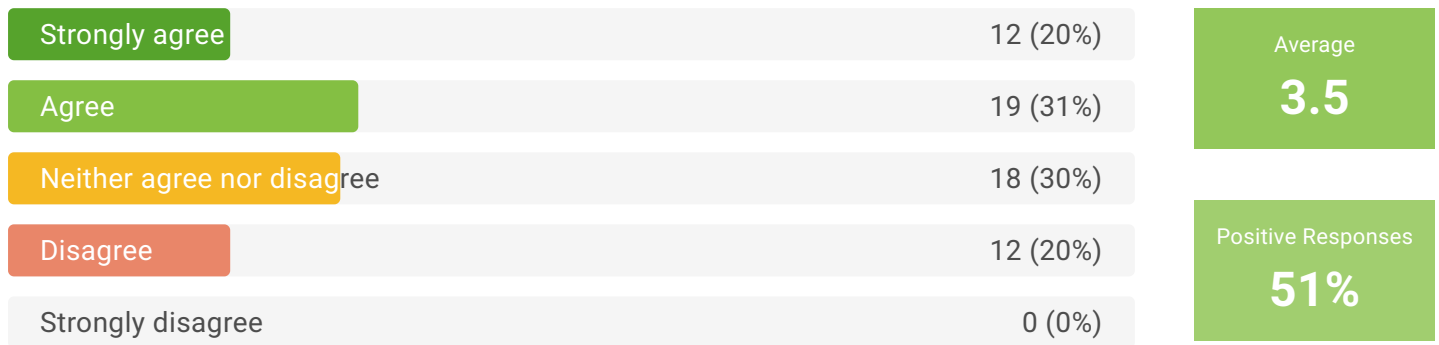 Strongly agree 12 (20%)
Agree 19 (31%)
Neither agree nor disagree 18 (30%)
Disagree 12 (20%)
Strongly disagree 0 (0%)
Average
3.5
Positive Responses
51%